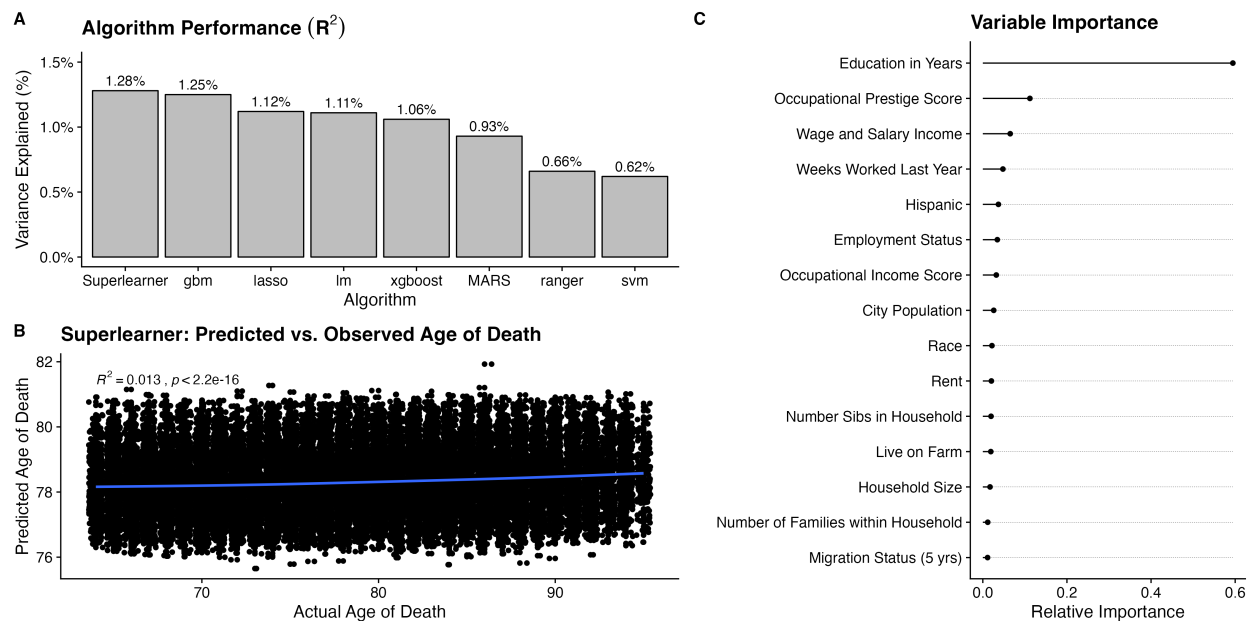 A
Algorithm Performance (R²)
Variance Explained (%)
1.5%
1.0%
0.5%
0.0%
1.28%
1.25%
1.12%
1.11%
1.06%
0.93%
0.66%
0.62%
Superlearner
gbm
lasso
lm
xgboost
MARS
ranger
svm
Algorithm
B
Superlearner: Predicted vs. Observed Age of Death
R² = 0.013 , p < 2.2e-16
Predicted Age of Death
82
80
78
76
70
80
90
Actual Age of Death
C
Variable Importance
Education in Years
Occupational Prestige Score
Wage and Salary Income
Weeks Worked Last Year
Hispanic
Employment Status
Occupational Income Score
City Population
Race
Rent
Number Sibs in Household
Live on Farm
Household Size
Number of Families within Household
Migration Status (5 yrs)
0.0
0.2
0.4
0.6
Relative Importance